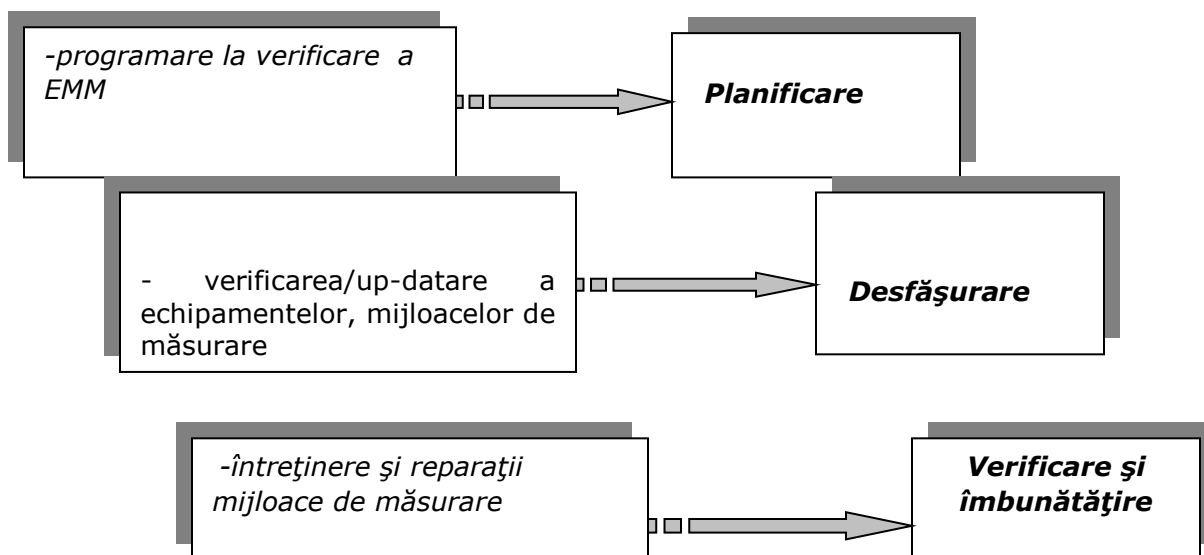 -programare la verificare a
EMM
Planificare
- verificarea/up-datare a
echipamentelor, mijloacelor de
măsurare
Desfăşurare
-întreţinere şi reparaţii
mijloace de măsurare
Verificare şi
îmbunătăţire